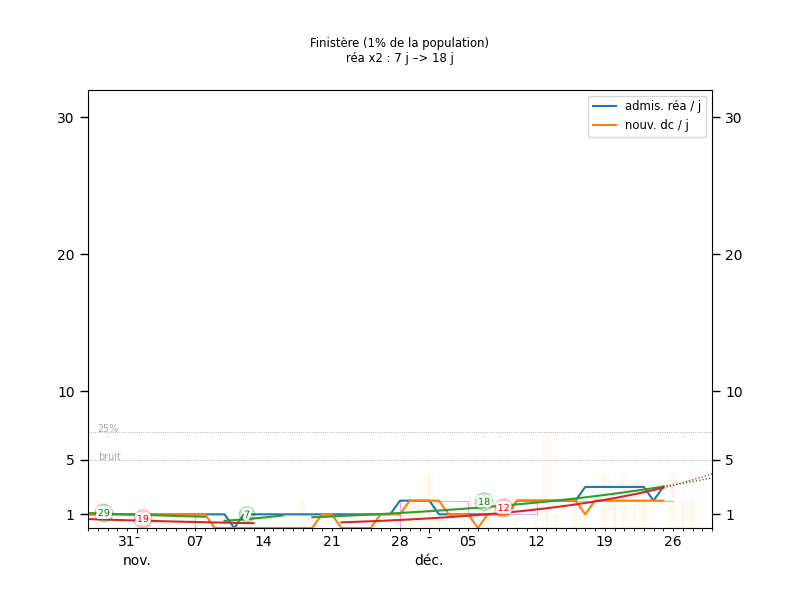 Finistère (1% de la population)
réa x2 : 7 j –> 18 j
admis. réa / j
nouv. dc / j
30 30
20 20
10 10
25%
5 bruit 5
29 19 7 18 12
1 1
31 - 07 14 21 28 - 05 12 19 26
nov. déc.